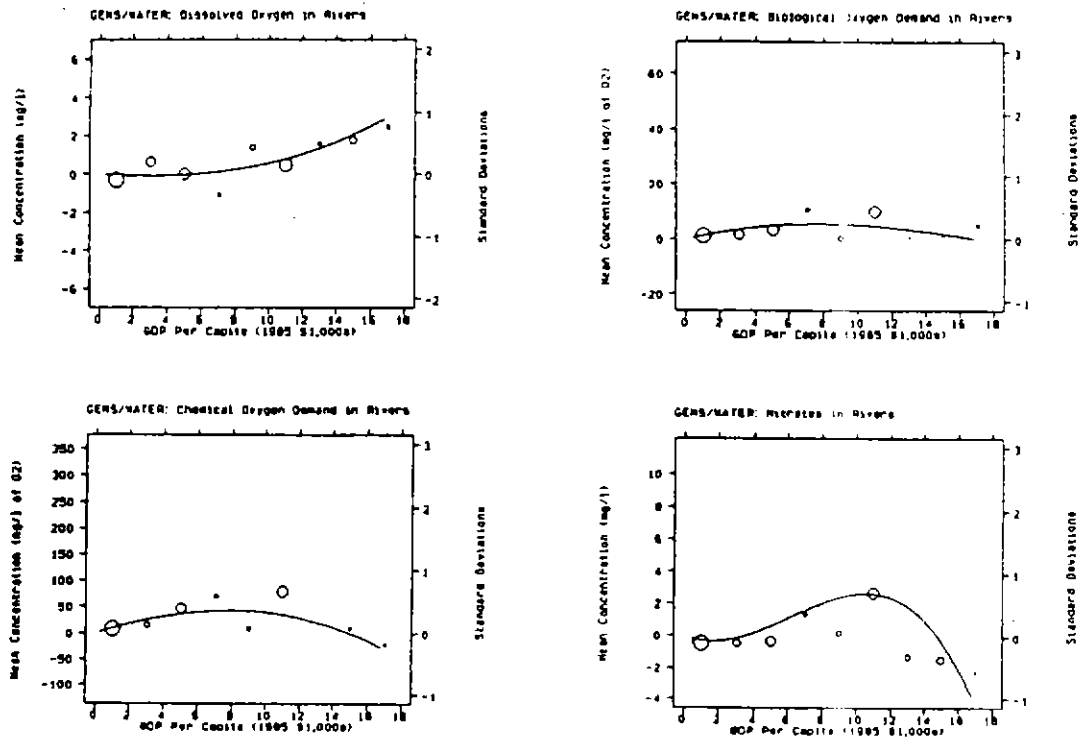 GEMS/WATER: Dissolved Oxygen in Rivers
Mean Concentration (mg/l)
6
4
2
0
-2
-4
-6
2
1
0
-1
-2
Standard Deviations
0 2 4 6 8 10 12 14 16 18
GDP Per Capita (1985 $1,000s)
GEMS/WATER: Biological Oxygen Demand in Rivers
Mean Concentration (mg/l of O2)
60
40
20
0
-20
3
2
1
0
-1
Standard Deviations
0 2 4 6 8 10 12 14 16 18
GDP Per Capita (1985 $1,000s)
GEMS/WATER: Chemical Oxygen Demand in Rivers
Mean Concentration (mg/l of O2)
350
300
250
200
150
100
50
0
-50
-100
3
2
1
0
-1
Standard Deviations
0 2 4 6 8 10 12 14 16 18
GDP Per Capita (1985 $1,000s)
GEMS/WATER: Nitrates in Rivers
Mean Concentration (mg/l)
10
8
6
4
2
0
-2
-4
3
2
1
0
-1
Standard Deviations
0 2 4 6 8 10 12 14 16 18
GDP Per Capita (1985 $1,000s)